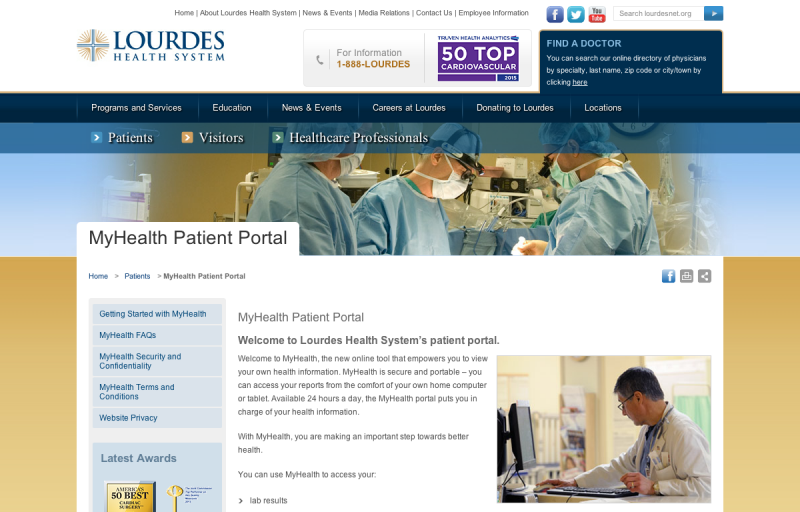 Home | About Lourdes Health System | News & Events | Media Relations | Contact Us | Employee Information
You Tube
Search lourdesnet.org
LOURDES
HEALTH SYSTEM
For Information
1-888-LOURDES
TRUVEN HEALTH ANALYTICS
50 TOP
CARDIOVASCULAR
2015
FIND A DOCTOR
You can search our online directory of physicians
by specialty, last name, zip code or city/town by
clicking here
Programs and Services
Education
News & Events
Careers at Lourdes
Donating to Lourdes
Locations
Patients
Visitors
Healthcare Professionals
MyHealth Patient Portal
Home > Patients > MyHealth Patient Portal
Getting Started with MyHealth
MyHealth FAQs
MyHealth Security and
Confidentiality
MyHealth Terms and
Conditions
Website Privacy
Latest Awards
AMERICA'S
50 BEST
CARDIAC
SURGERY
MyHealth Patient Portal
Welcome to Lourdes Health System's patient portal.
Welcome to MyHealth, the new online tool that empowers you to view
your own health information. MyHealth is secure and portable – you
can access your reports from the comfort of your own home computer
or tablet. Available 24 hours a day, the MyHealth portal puts you in
charge of your health information.
With MyHealth, you are making an important step towards better
health.
You can use MyHealth to access your:
lab results